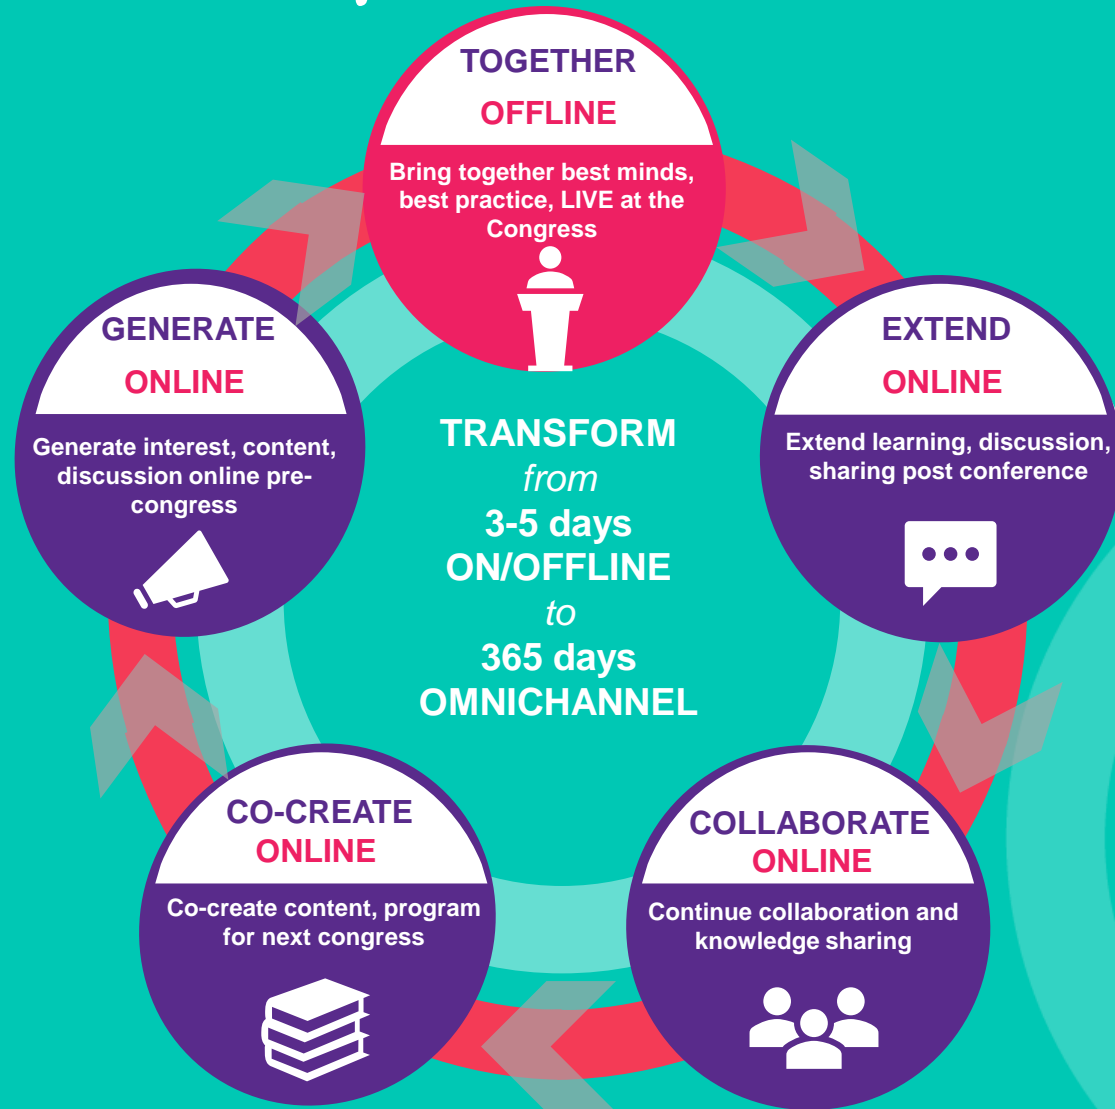 TOGETHER
OFFLINE
Bring together best minds,
best practice, LIVE at the
Congress
EXTEND
ONLINE
Extend learning, discussion,
sharing post conference
COLLABORATE
ONLINE
Continue collaboration and
knowledge sharing
CO-CREATE
ONLINE
Co-create content, program
for next congress
GENERATE
ONLINE
Generate interest, content,
discussion online pre-
congress
TRANSFORM
from
3-5 days
ON/OFFLINE
to
365 days
OMNICHANNEL